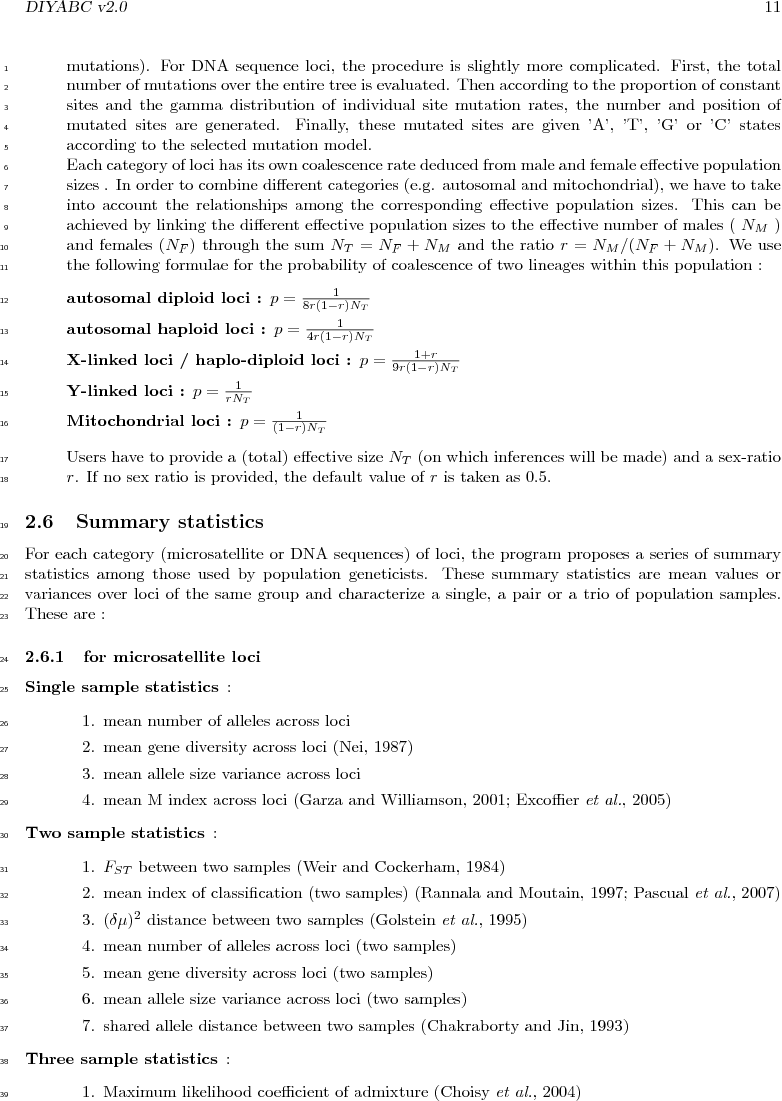 DIYABC v2.0 11
1 mutations). For DNA sequence loci, the procedure is slightly more complicated. First, the total
2 number of mutations over the entire tree is evaluated. Then according to the proportion of constant
3 sites and the gamma distribution of individual site mutation rates, the number and position of
4 mutated sites are generated. Finally, these mutated sites are given 'A', 'T', 'G' or 'C' states
5 according to the selected mutation model.
6 Each category of loci has its own coalescence rate deduced from male and female effective population
7 sizes . In order to combine different categories (e.g. autosomal and mitochondrial), we have to take
8 into account the relationships among the corresponding effective population sizes. This can be
9 achieved by linking the different effective population sizes to the effective number of males ( N_M )
10 and females (N_F) through the sum N_T = N_F + N_M and the ratio r = N_M/(N_F + N_M). We use
11 the following formulae for the probability of coalescence of two lineages within this population :
12 autosomal diploid loci : p = 1/(8r(1−r)N_T)
13 autosomal haploid loci : p = 1/(4r(1−r)N_T)
14 X-linked loci / haplo-diploid loci : p = (1+r)/(9r(1−r)N_T)
15 Y-linked loci : p = 1/(rN_T)
16 Mitochondrial loci : p = 1/((1−r)N_T)
17 Users have to provide a (total) effective size N_T (on which inferences will be made) and a sex-ratio
18 r. If no sex ratio is provided, the default value of r is taken as 0.5.
19 2.6 Summary statistics
20 For each category (microsatellite or DNA sequences) of loci, the program proposes a series of summary
21 statistics among those used by population geneticists. These summary statistics are mean values or
22 variances over loci of the same group and characterize a single, a pair or a trio of population samples.
23 These are :
24 2.6.1 for microsatellite loci
25 Single sample statistics :
26 1. mean number of alleles across loci
27 2. mean gene diversity across loci (Nei, 1987)
28 3. mean allele size variance across loci
29 4. mean M index across loci (Garza and Williamson, 2001; Excoffier et al., 2005)
30 Two sample statistics :
31 1. F_ST between two samples (Weir and Cockerham, 1984)
32 2. mean index of classification (two samples) (Rannala and Moutain, 1997; Pascual et al., 2007)
33 3. (δμ)² distance between two samples (Golstein et al., 1995)
34 4. mean number of alleles across loci (two samples)
35 5. mean gene diversity across loci (two samples)
36 6. mean allele size variance across loci (two samples)
37 7. shared allele distance between two samples (Chakraborty and Jin, 1993)
38 Three sample statistics :
39 1. Maximum likelihood coefficient of admixture (Choisy et al., 2004)